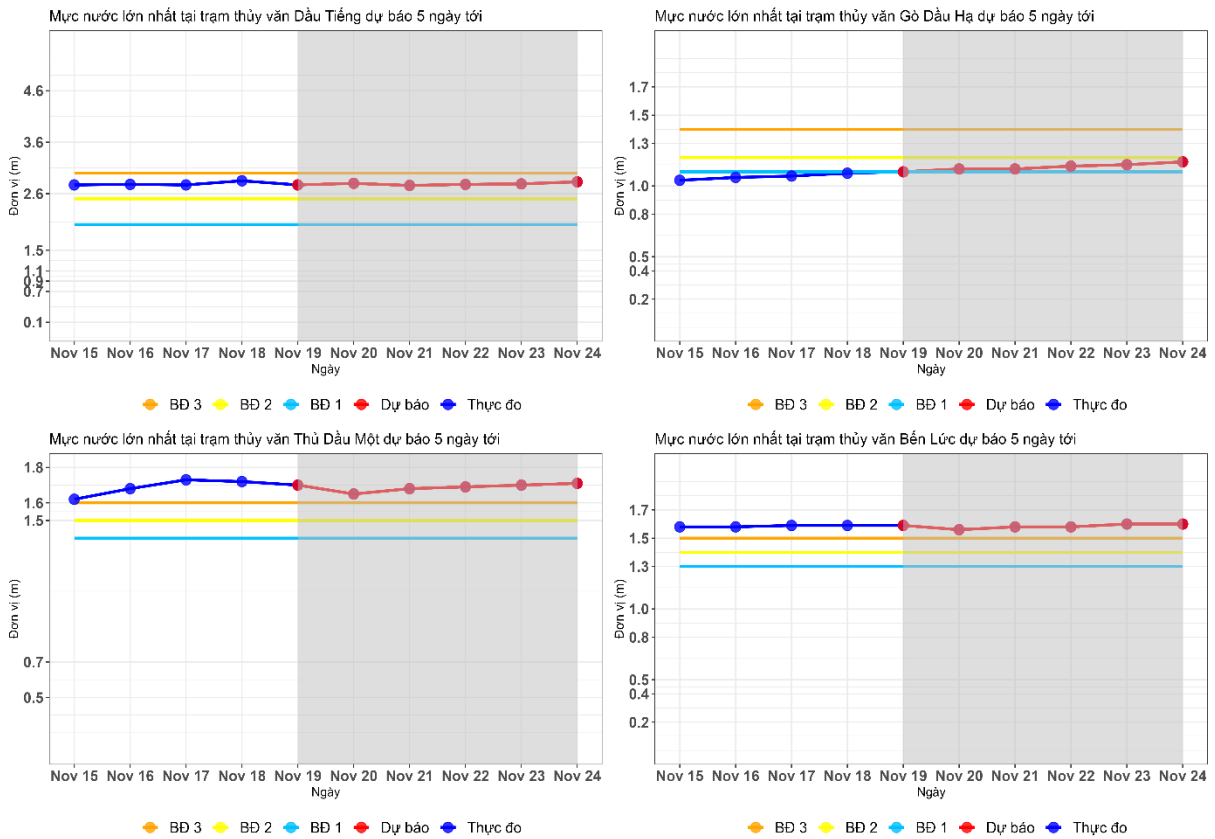 Mực nước lớn nhất tại trạm thủy văn Dầu Tiếng dự báo 5 ngày tới
Đơn vị (m)
4.6
3.6
2.6
1.5
1.1
0.9
0.7
0.1
Nov 15 Nov 16 Nov 17 Nov 18 Nov 19 Nov 20 Nov 21 Nov 22 Nov 23 Nov 24
Ngày
BĐ 3 BĐ 2 BĐ 1 Dự báo Thực đo
Mực nước lớn nhất tại trạm thủy văn Gò Dầu Hạ dự báo 5 ngày tới
Đơn vị (m)
1.7
1.5
1.3
1.0
0.8
0.5
0.4
0.2
Nov 15 Nov 16 Nov 17 Nov 18 Nov 19 Nov 20 Nov 21 Nov 22 Nov 23 Nov 24
Ngày
BĐ 3 BĐ 2 BĐ 1 Dự báo Thực đo
Mực nước lớn nhất tại trạm thủy văn Thủ Dầu Một dự báo 5 ngày tới
Đơn vị (m)
1.8
1.6
1.5
0.7
0.5
Nov 15 Nov 16 Nov 17 Nov 18 Nov 19 Nov 20 Nov 21 Nov 22 Nov 23 Nov 24
Ngày
BĐ 3 BĐ 2 BĐ 1 Dự báo Thực đo
Mực nước lớn nhất tại trạm thủy văn Bến Lức dự báo 5 ngày tới
Đơn vị (m)
1.7
1.5
1.3
1.0
0.8
0.5
0.4
0.2
Nov 15 Nov 16 Nov 17 Nov 18 Nov 19 Nov 20 Nov 21 Nov 22 Nov 23 Nov 24
Ngày
BĐ 3 BĐ 2 BĐ 1 Dự báo Thực đo